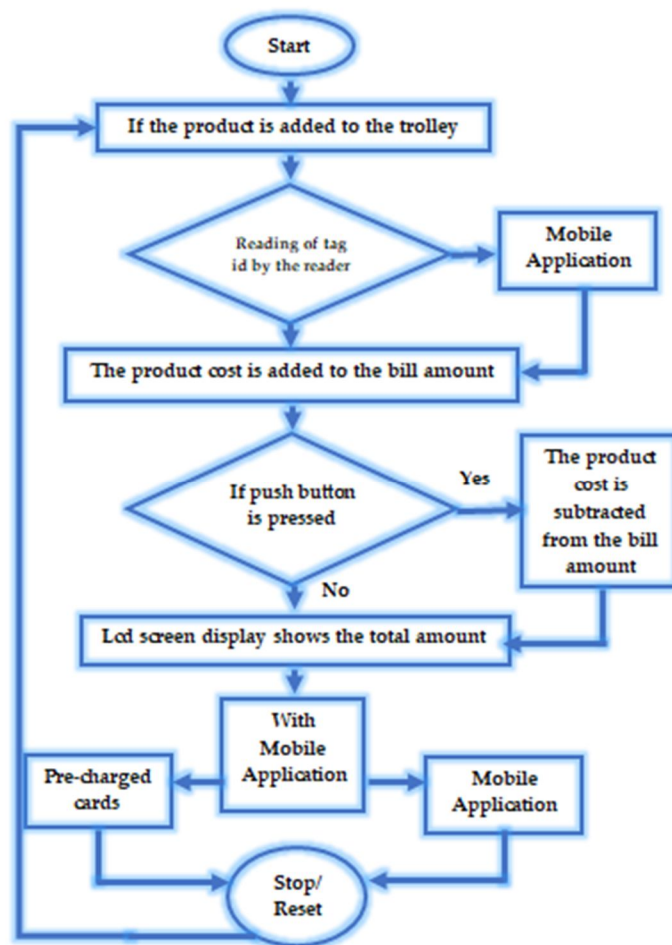 Start
If the product is added to the trolley
Reading of tag
id by the reader
Mobile
Application
The product cost is added to the bill amount
If push button
is pressed
Yes
The product
cost is
subtracted
from the bill
amount
No
Lcd screen display shows the total amount
With
Mobile
Application
Pre-charged
cards
Mobile
Application
Stop/
Reset